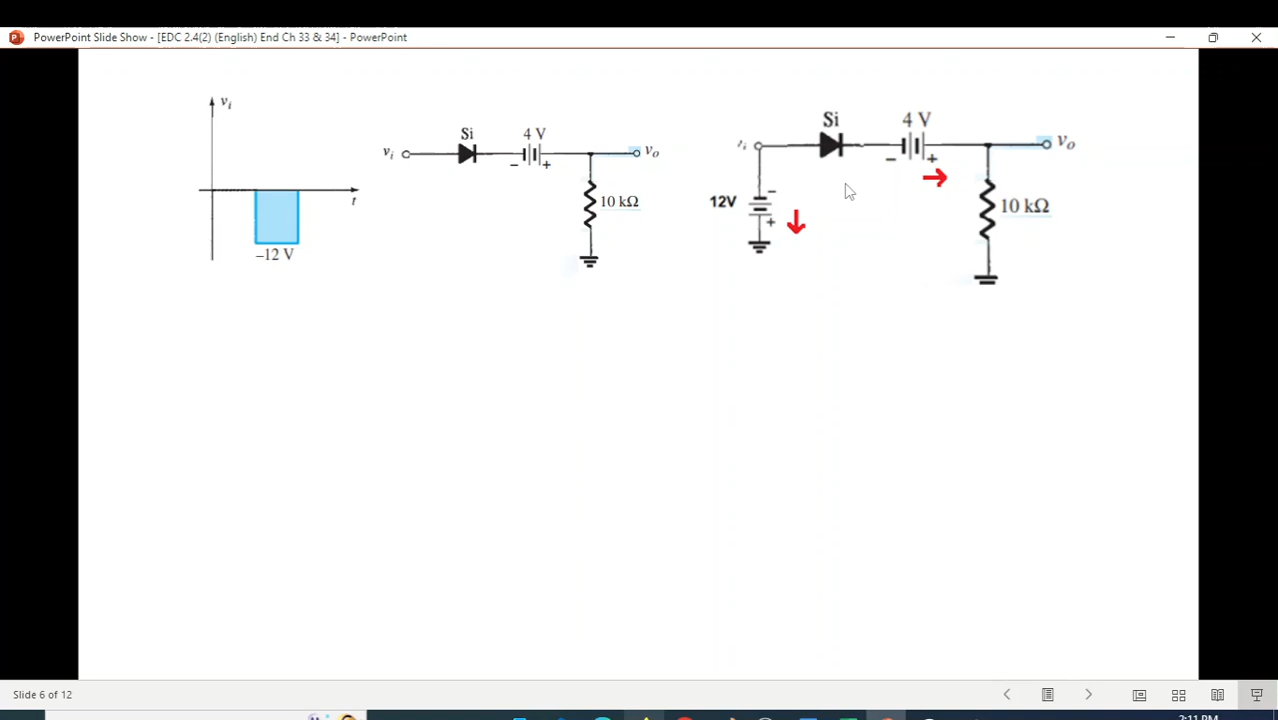 PowerPoint Slide Show - [EDC 2.4(2) (English) End Ch 33 & 34] - PowerPoint
vi
t
−12 V
vi
Si
4 V
−
+
vo
10 kΩ
Si
4 V
−
+
vo
12V
−
+
10 kΩ
Slide 6 of 12